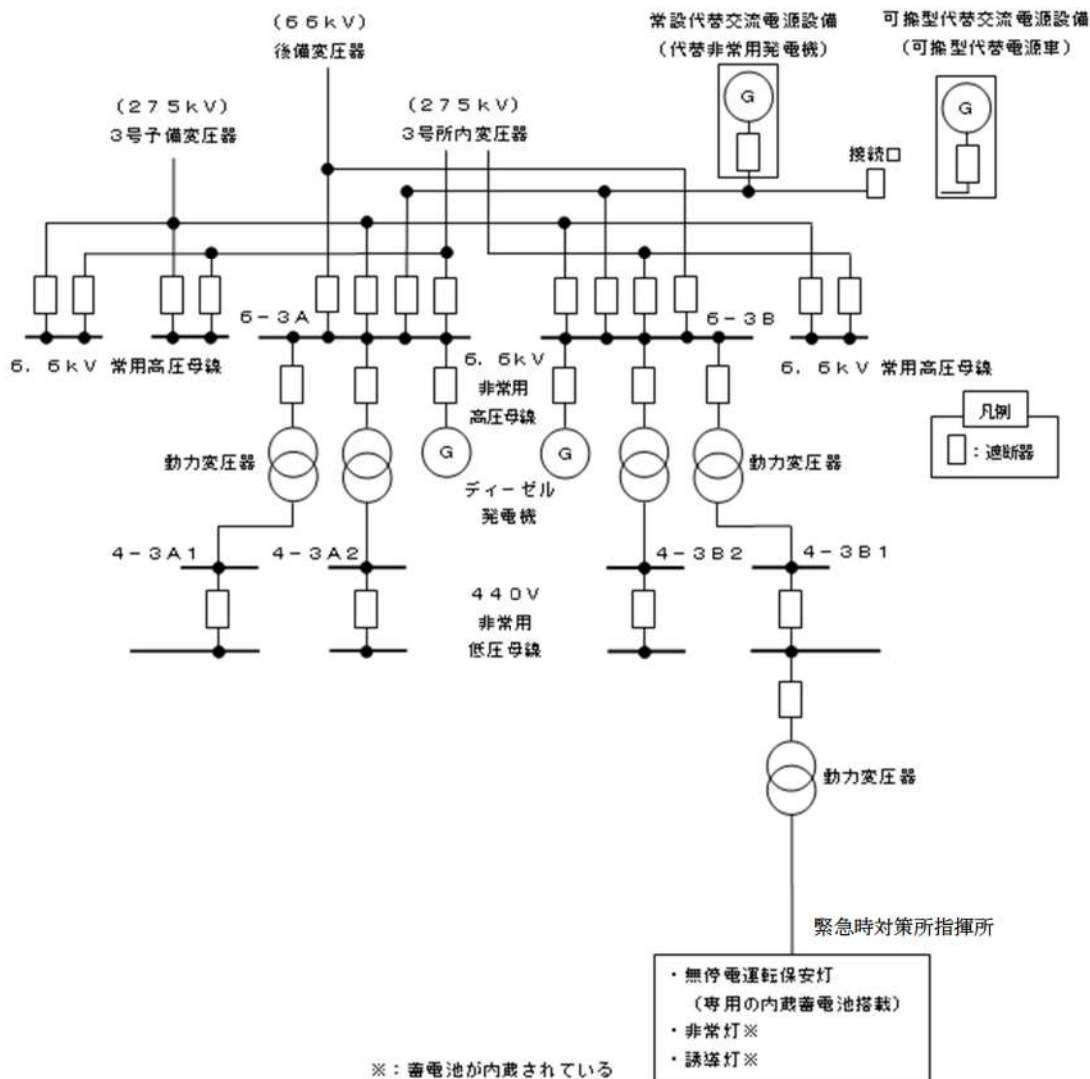 (66kV)
後備変圧器
常設代替交流電源設備
(代替非常用発電機)
可搬型代替交流電源設備
(可搬型代替電源車)
G
G
(275kV)
3号予備変圧器
(275kV)
3号所内変圧器
接続口
6-3A
6-3B
6.6kV 常用高圧母線
6.6kV
非常用
高圧母線
6.6kV 常用高圧母線
凡例
:遮断器
動力変圧器
G
G
動力変圧器
ディーゼル
発電機
4-3A1
4-3A2
4-3B2
4-3B1
440V
非常用
低圧母線
動力変圧器
緊急時対策所指揮所
・無停電運転保安灯
(専用の内蔵蓄電池搭載)
・非常灯※
・誘導灯※
※:蓄電池が内蔵されている